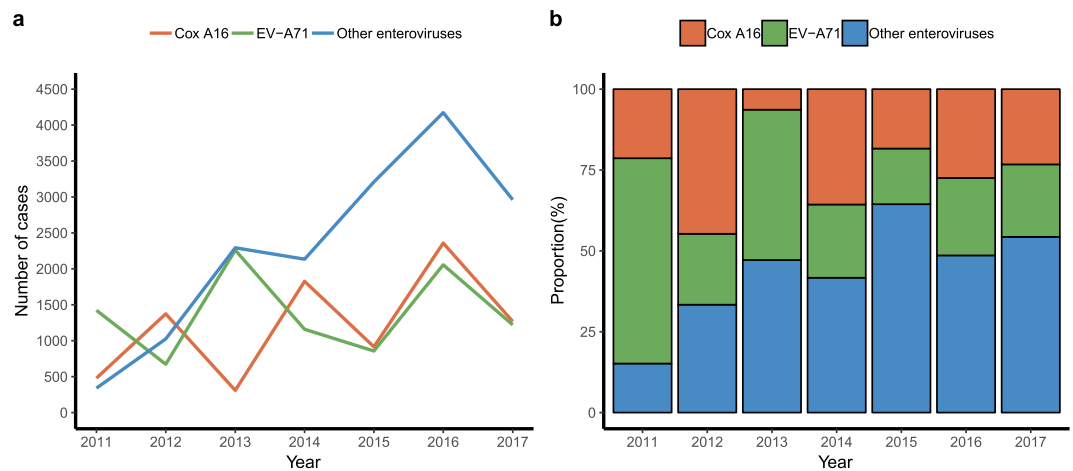 a
Cox A16 EV−A71 Other enteroviruses
Number of cases
4500
4000
3500
3000
2500
2000
1500
1000
500
0
2011 2012 2013 2014 2015 2016 2017
Year
b
Cox A16 EV−A71 Other enteroviruses
Proportion(%)
100
75
50
25
0
2011 2012 2013 2014 2015 2016 2017
Year